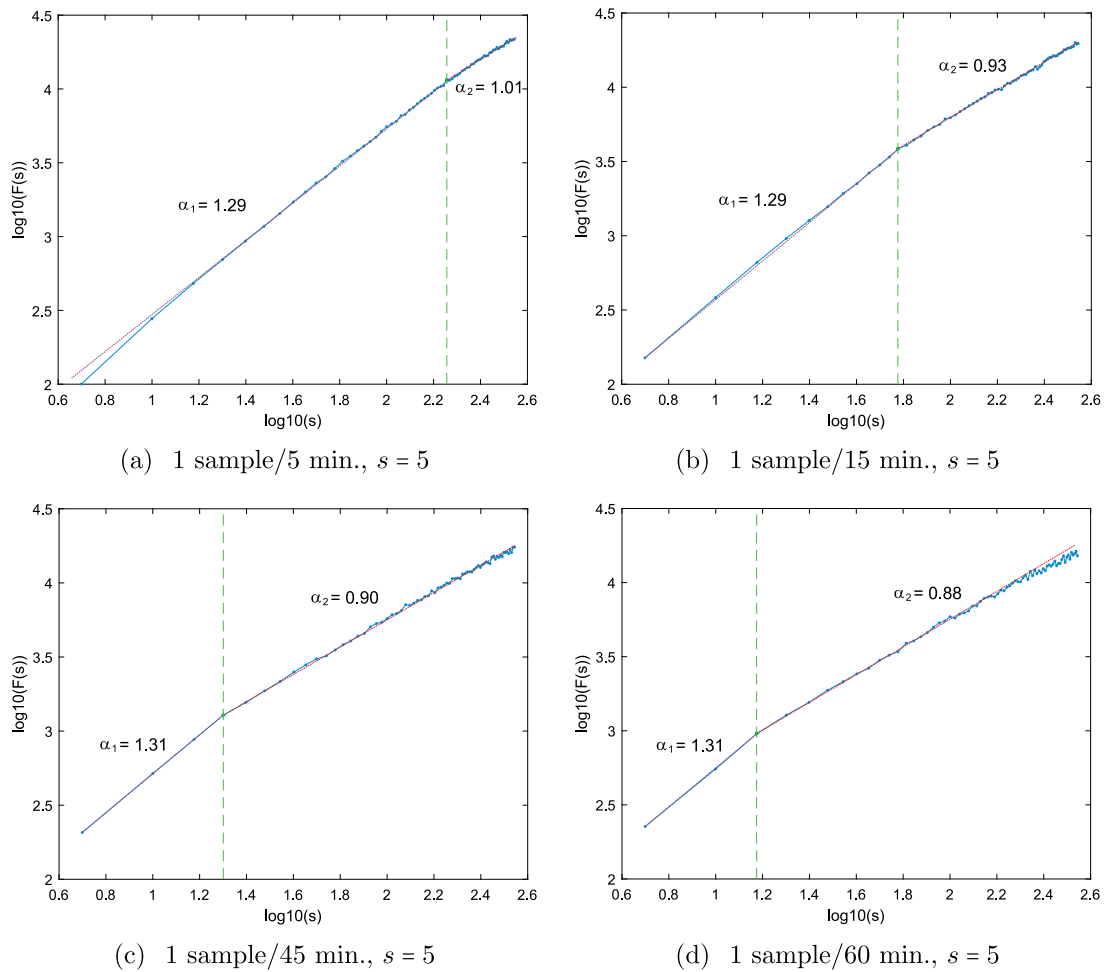 4.5
4
3.5
3
2.5
2
log10(F(s))
α₁ = 1.29
α₂ = 1.01
0.6 0.8 1 1.2 1.4 1.6 1.8 2 2.2 2.4 2.6
log10(s)
(a) 1 sample/5 min., s = 5
4.5
4
3.5
3
2.5
2
log10(F(s))
α₂ = 0.93
α₁ = 1.29
0.6 0.8 1 1.2 1.4 1.6 1.8 2 2.2 2.4 2.6
log10(s)
(b) 1 sample/15 min., s = 5
4.5
4
3.5
3
2.5
2
log10(F(s))
α₂ = 0.90
α₁ = 1.31
0.6 0.8 1 1.2 1.4 1.6 1.8 2 2.2 2.4 2.6
log10(s)
(c) 1 sample/45 min., s = 5
4.5
4
3.5
3
2.5
2
log10(F(s))
α₂ = 0.88
α₁ = 1.31
0.6 0.8 1 1.2 1.4 1.6 1.8 2 2.2 2.4 2.6
log10(s)
(d) 1 sample/60 min., s = 5